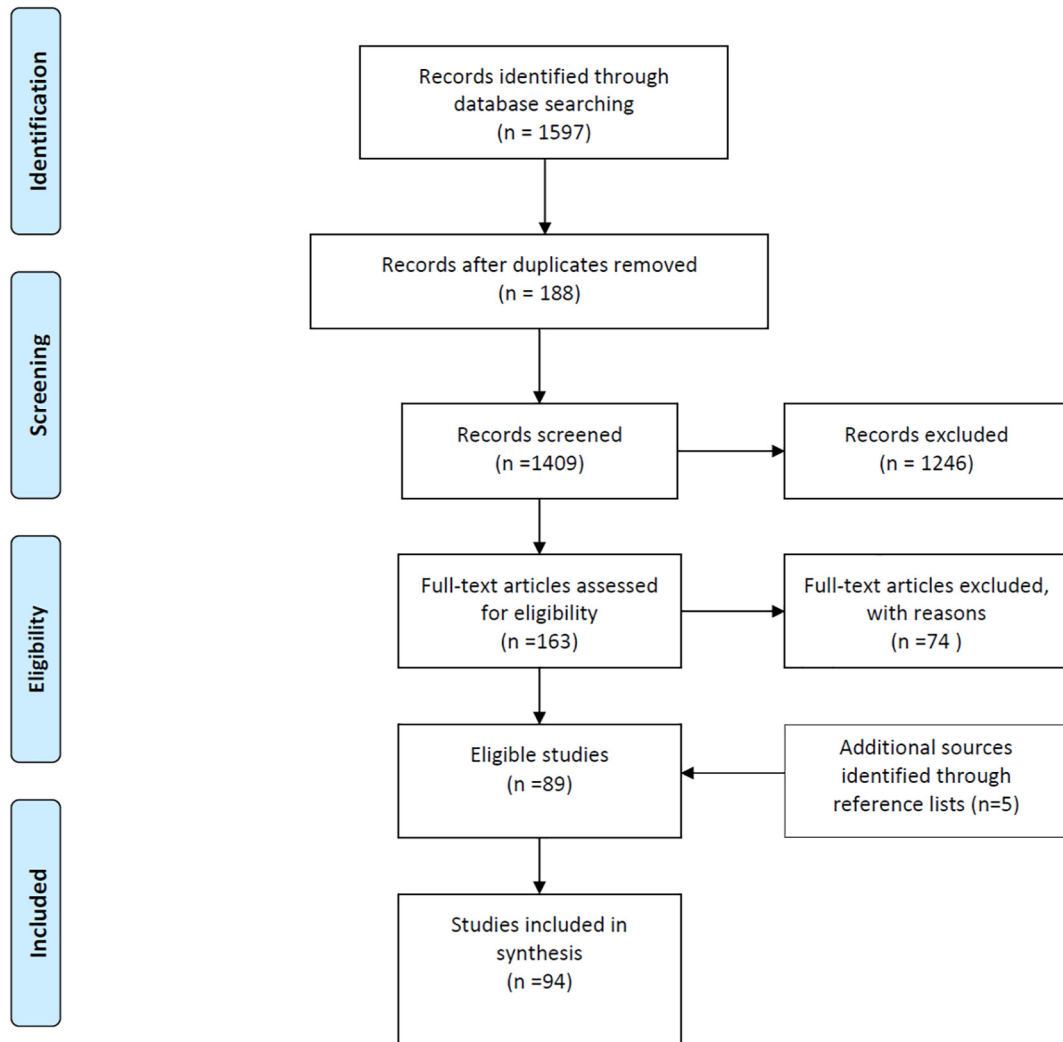 Identification
Records identified through
database searching
(n = 1597)
Records after duplicates removed
(n = 188)
Screening
Records screened
(n =1409)
Records excluded
(n = 1246)
Eligibility
Full-text articles assessed
for eligibility
(n =163)
Full-text articles excluded,
with reasons
(n =74 )
Eligible studies
(n =89)
Additional sources
identified through
reference lists (n=5)
Included
Studies included in
synthesis
(n =94)